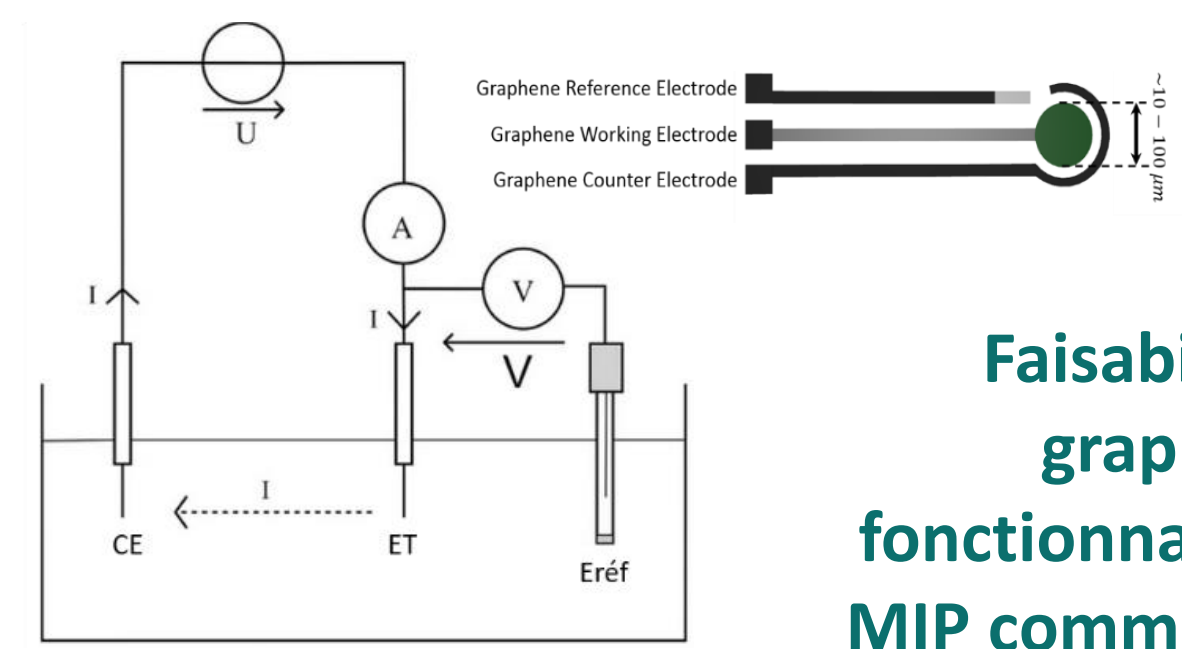 U
A
I
I
V
V
I
CE
ET
Eréf
Graphene Reference Electrode
Graphene Working Electrode
Graphene Counter Electrode
~10 – 100 μm
Faisabi
grap
fonctionna
MIP comm